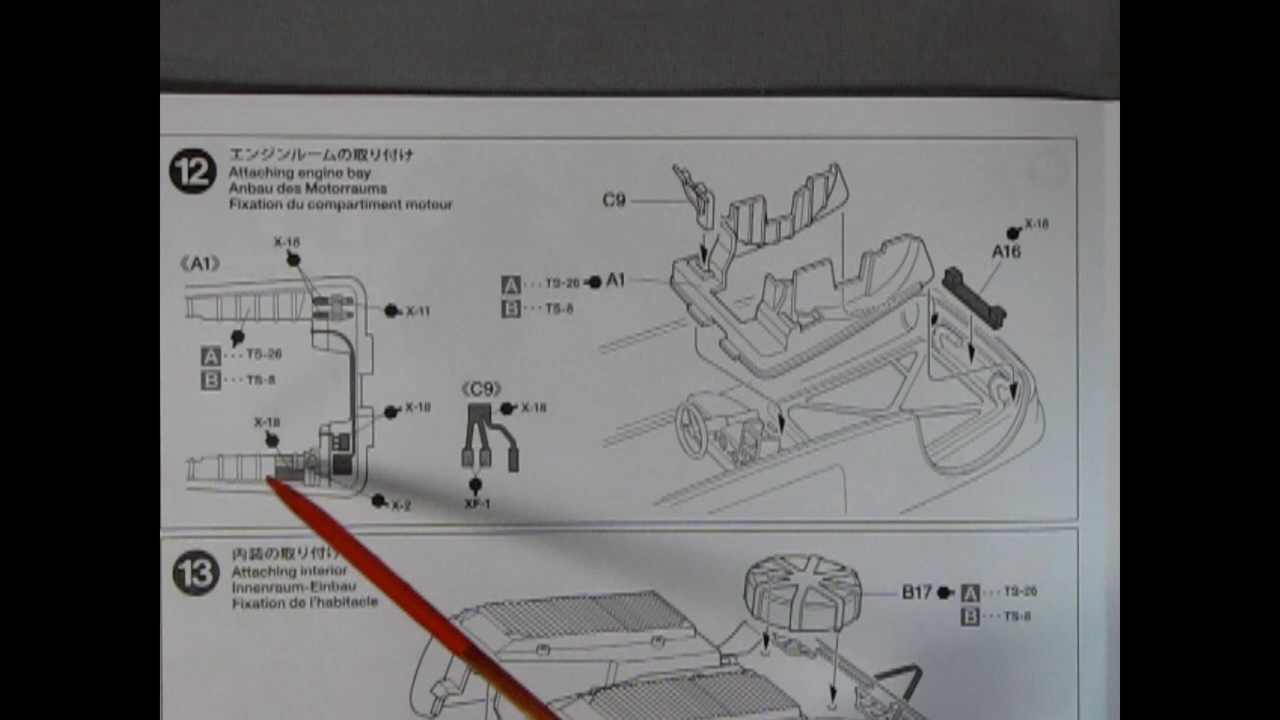 12
エンジンルームの取り付け
Attaching engine bay
Anbau des Motorraums
Fixation du compartiment moteur
《A1》
X-18
X-11
A ··· TS-26
B ··· TS-8
X-18
X-18
X-2
《C9》
X-18
XF-1
C9
A ··· TS-26 A1
B ··· TS-8
X-18
A16
13
内装の取り付け
Attaching interior
Innenraum-Einbau
Fixation de l'habitacle
B17 A ··· TS-26
B ··· TS-8